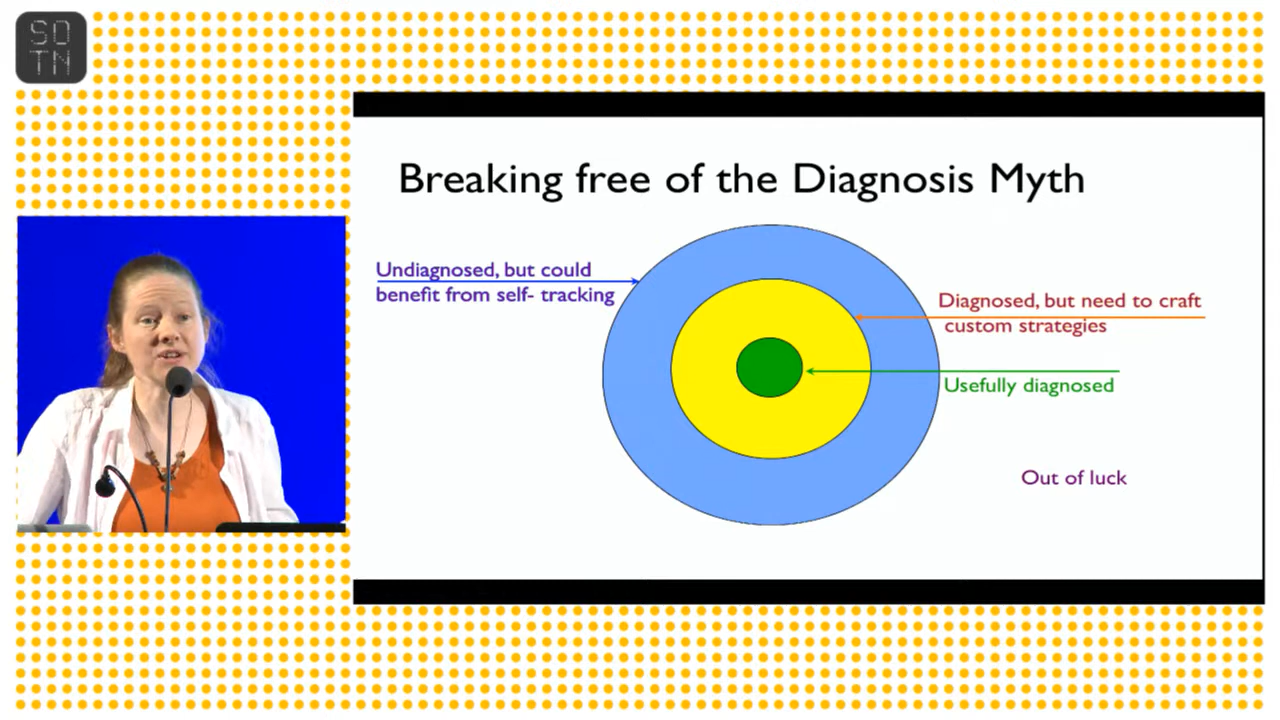 SO
TN
Breaking free of the Diagnosis Myth
Undiagnosed, but could
benefit from self- tracking
Diagnosed, but need to craft
custom strategies
Usefully diagnosed
Out of luck